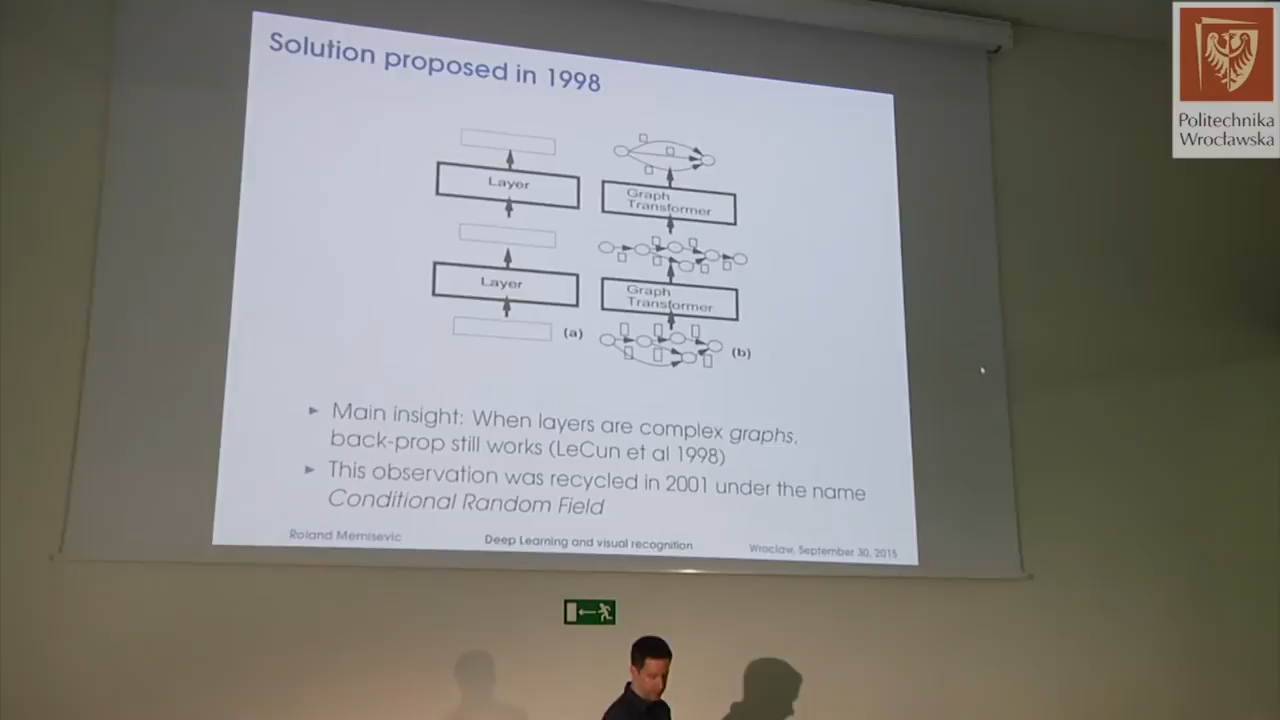 Solution proposed in 1998
Layer
Layer
(a)
Graph
Transformer
Graph
Transformer
(b)
Main insight: When layers are complex graphs,
back-prop still works (LeCun et al 1998)
This observation was recycled in 2001 under the name
Conditional Random Field
Roland Memisevic
Deep Learning and visual recognition
Wroclaw, September 30, 2015
Politechnika
Wrocławska